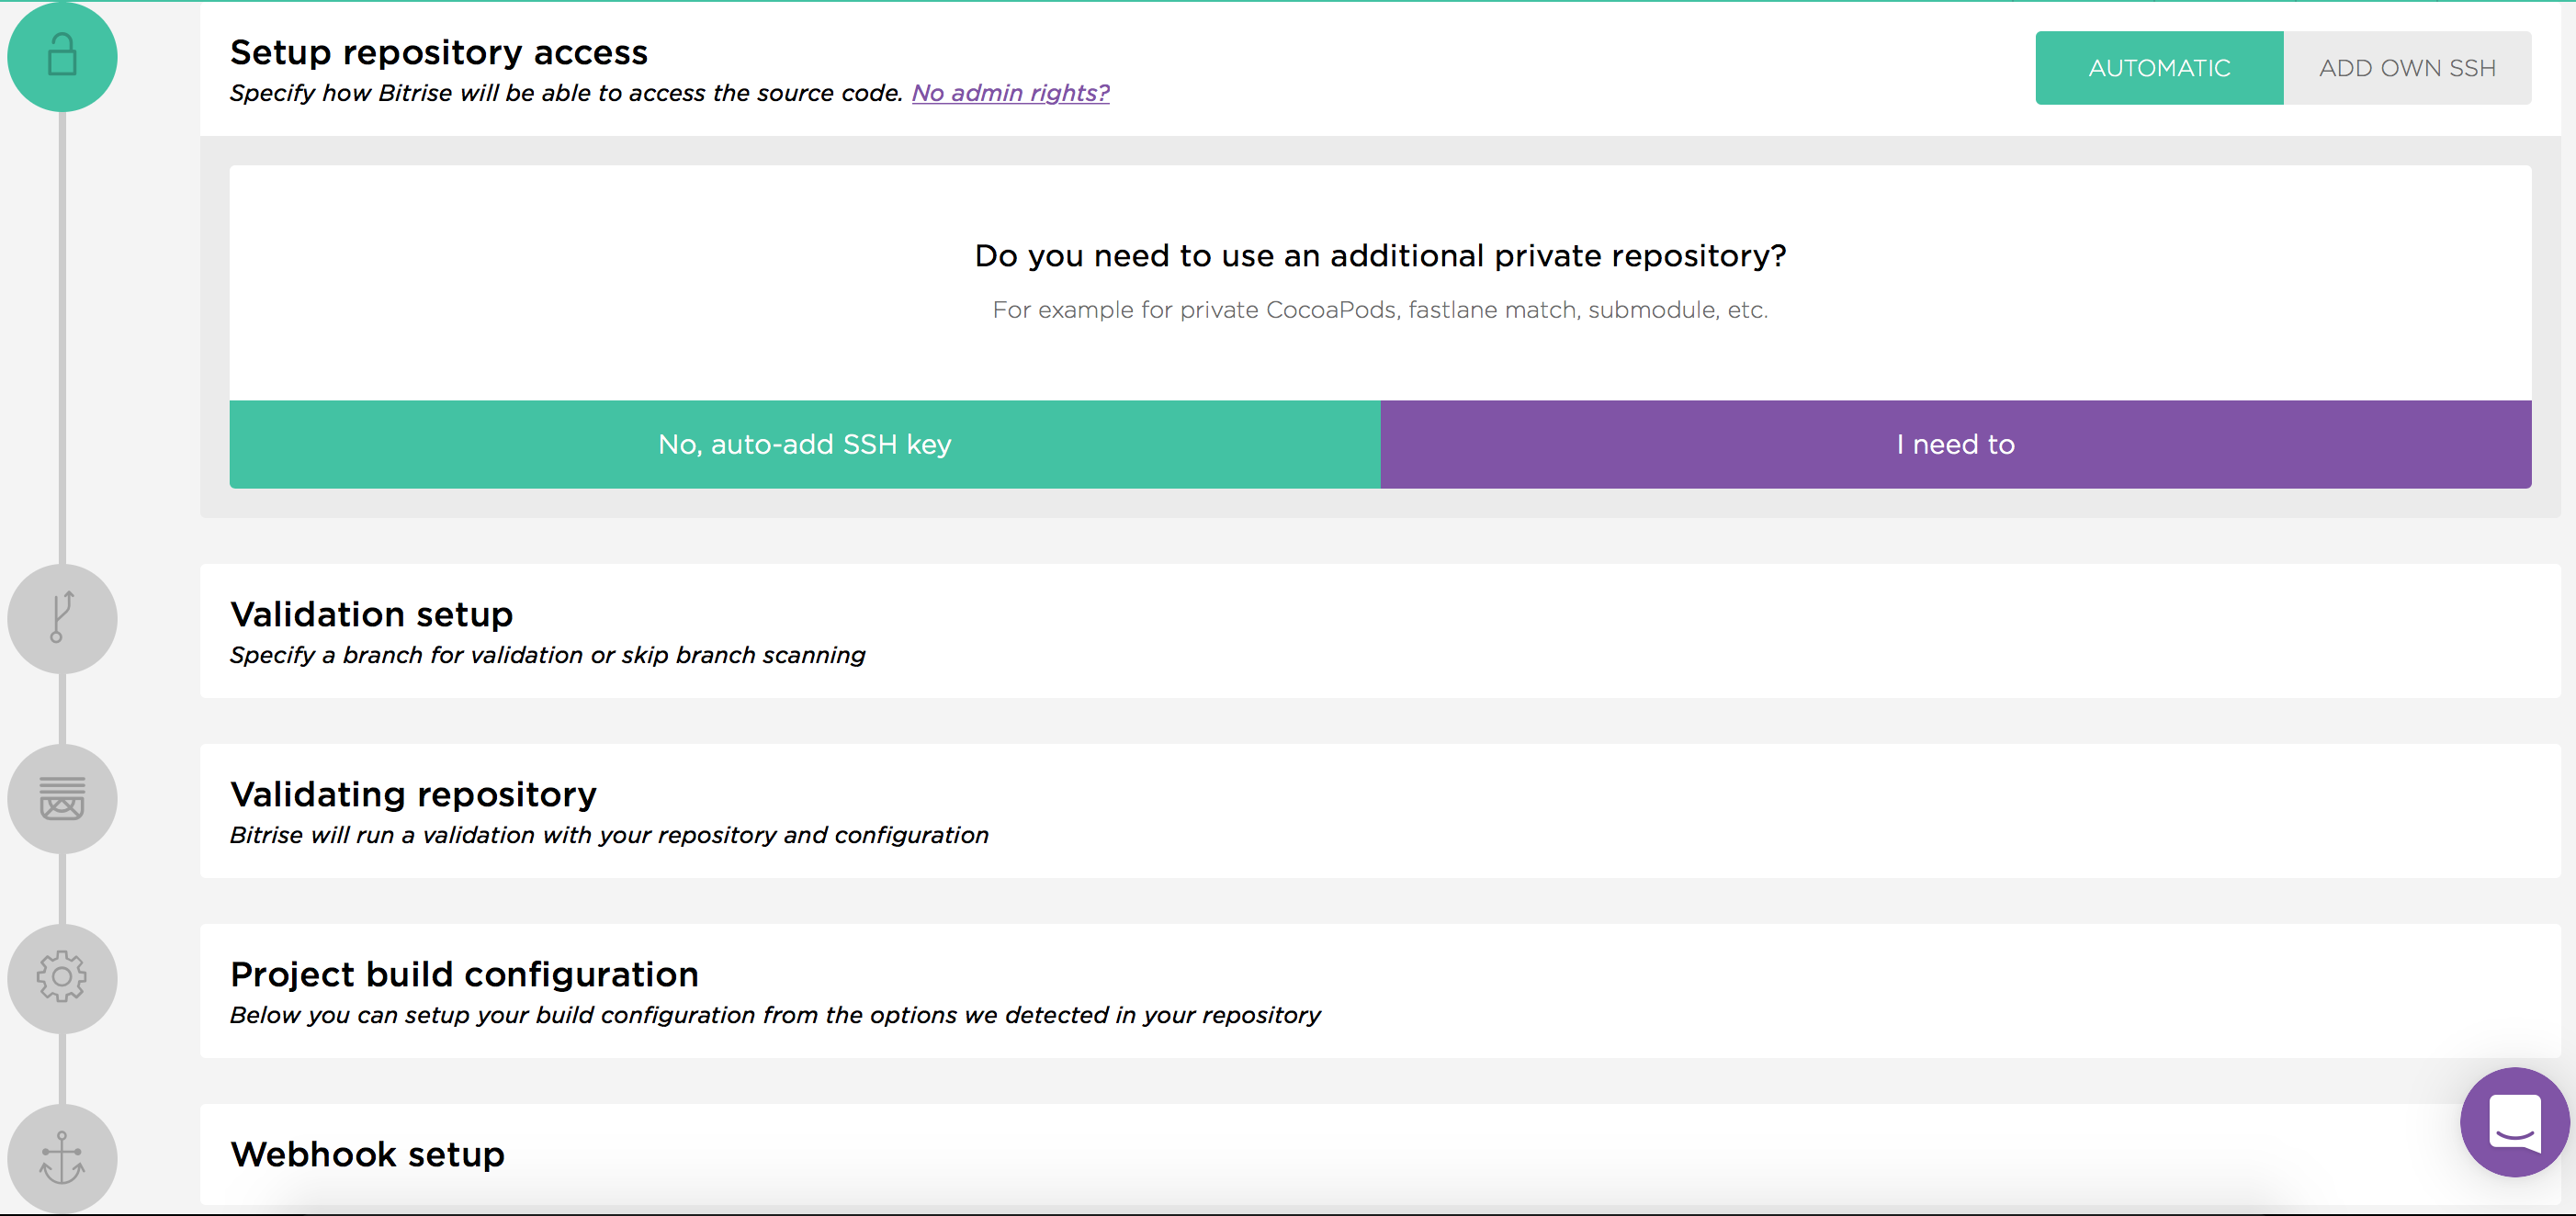 Setup repository access
Specify how Bitrise will be able to access the source code. No admin rights?
AUTOMATIC
ADD OWN SSH
Do you need to use an additional private repository?
For example for private CocoaPods, fastlane match, submodule, etc.
No, auto-add SSH key
I need to
Validation setup
Specify a branch for validation or skip branch scanning
Validating repository
Bitrise will run a validation with your repository and configuration
Project build configuration
Below you can setup your build configuration from the options we detected in your repository
Webhook setup